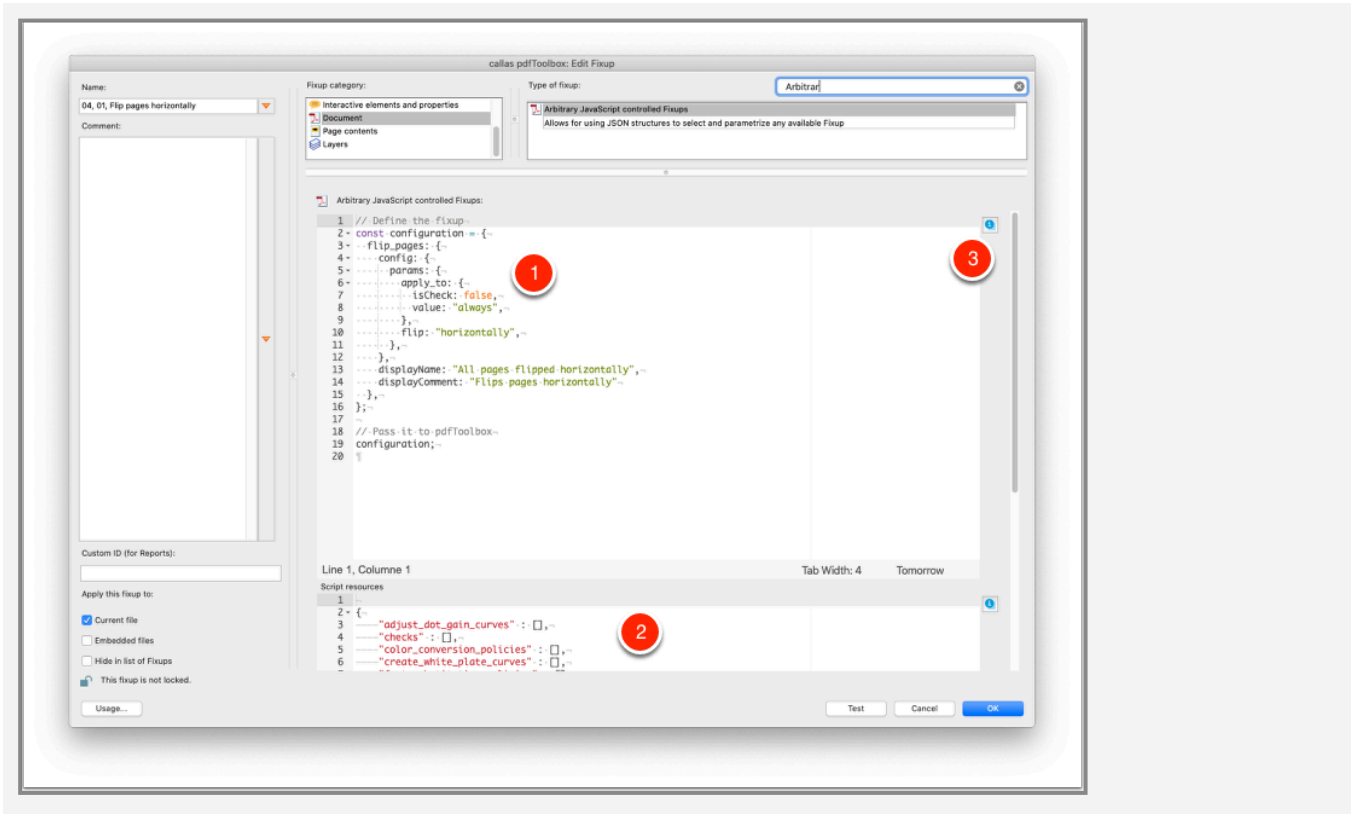 callas pdfToolbox: Edit Fixup
Name:
04, 01, Flip pages horizontally
Comment:
Custom ID (for Reports):
Apply this fixup to:
Current file
Embedded files
Hide in list of Fixups
This fixup is not locked.
Usage...
Fixup category:
Interactive elements and properties
Document
Page contents
Layers
Type of fixup:
Arbitrar
Arbitrary JavaScript controlled Fixups
Allows for using JSON structures to select and parametrize any available Fixup
Arbitrary JavaScript controlled Fixups:
1 // Define the fixup
2 const configuration = {
3 flip_pages: {
4 config: {
5 params: {
6 apply_to: {
7 isCheck: false,
8 value: "always",
9 },
10 flip: "horizontally",
11 },
12 },
13 displayName: "All pages flipped horizontally",
14 displayComment: "Flips pages horizontally"
15 },
16 };
17
18 // Pass it to pdfToolbox
19 configuration;
20
1
3
Line 1, Columne 1
Tab Width: 4
Tomorrow
Script resources
1
2 {
3 "adjust_dot_gain_curves" : [],
4 "checks" : [],
5 "color_conversion_policies" : [],
6 "create_white_plate_curves" : [],
2
Test
Cancel
OK